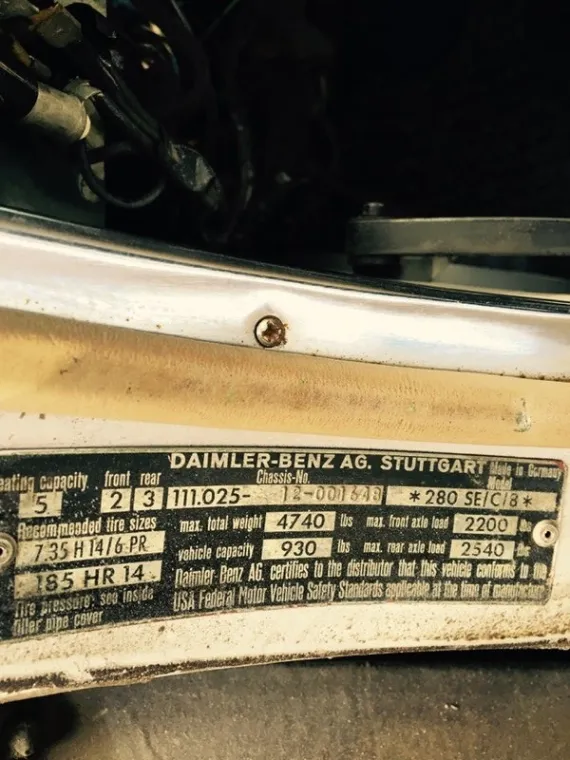 DAIMLER-BENZ AG. STUTTGART Made in Germany
seating capacity front rear Chassis-No. Model
5 2 3 111.025- 12-001648 *280 SE/C/8*
Recommended tire sizes max. total weight 4740 lbs max. front axle load 2200 lbs
7 35 H 14/6 PR vehicle capacity 930 lbs max. rear axle load 2540 lbs
185 HR 14 Daimler Benz AG. certifies to the distributor that this vehicle conforms to the
Tire pressure: see inside USA Federal Motor Vehicle Safety Standards applicable at the time of manufacture
filler pipe cover